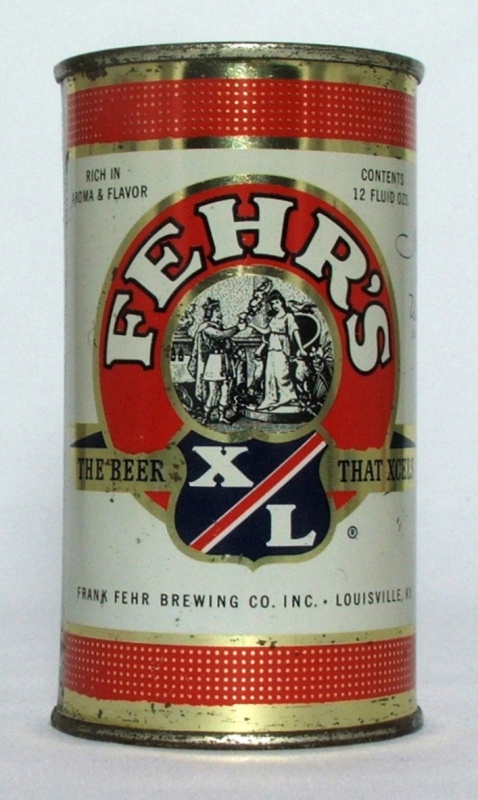 RICH IN
AROMA & FLAVOR
CONTENTS
12 FLUID OZS.
FEHR'S
THE BEER
XL
THAT XCELS
®
FRANK FEHR BREWING CO. INC. • LOUISVILLE, KY